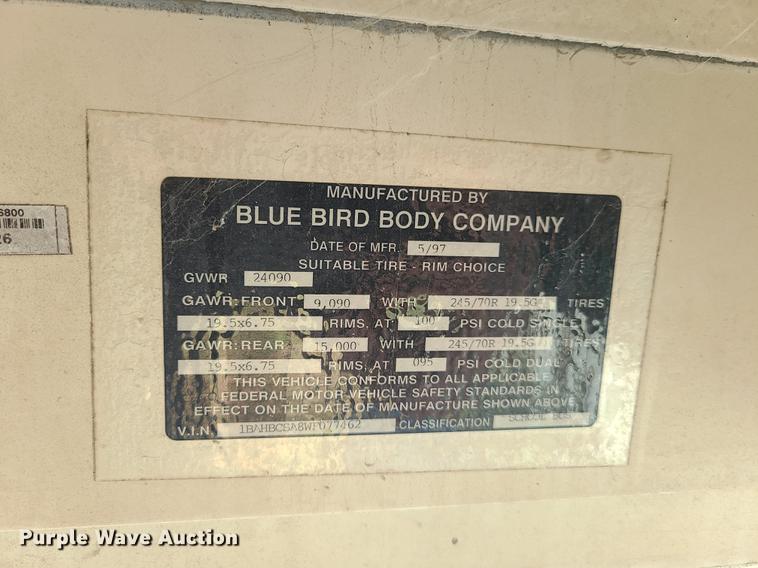 6800
26
MANUFACTURED BY
BLUE BIRD BODY COMPANY
DATE OF MFR. 5/97
SUITABLE TIRE - RIM CHOICE
GVWR 24090
GAWR: FRONT 9,090 WITH 245/70R 19.5G TIRES
19.5x6.75 RIMS, AT 100 PSI COLD SINGLE
GAWR: REAR 15,000 WITH 245/70R 19.5G TIRES
19.5x6.75 RIMS, AT 095 PSI COLD DUAL
THIS VEHICLE CONFORMS TO ALL APPLICABLE
FEDERAL MOTOR VEHICLE SAFETY STANDARDS IN
EFFECT ON THE DATE OF MANUFACTURE SHOWN ABOVE
V.I.N. 1BAHBCSA8WF077462 CLASSIFICATION SCHOOL BUS
Purple Wave Auction